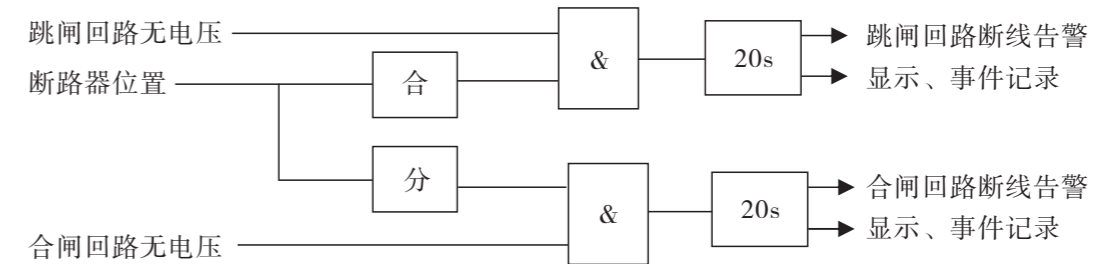 跳闸回路无电压
断路器位置
合
&
20s
跳闸回路断线告警
显示、事件记录
分
&
20s
合闸回路断线告警
显示、事件记录
合闸回路无电压